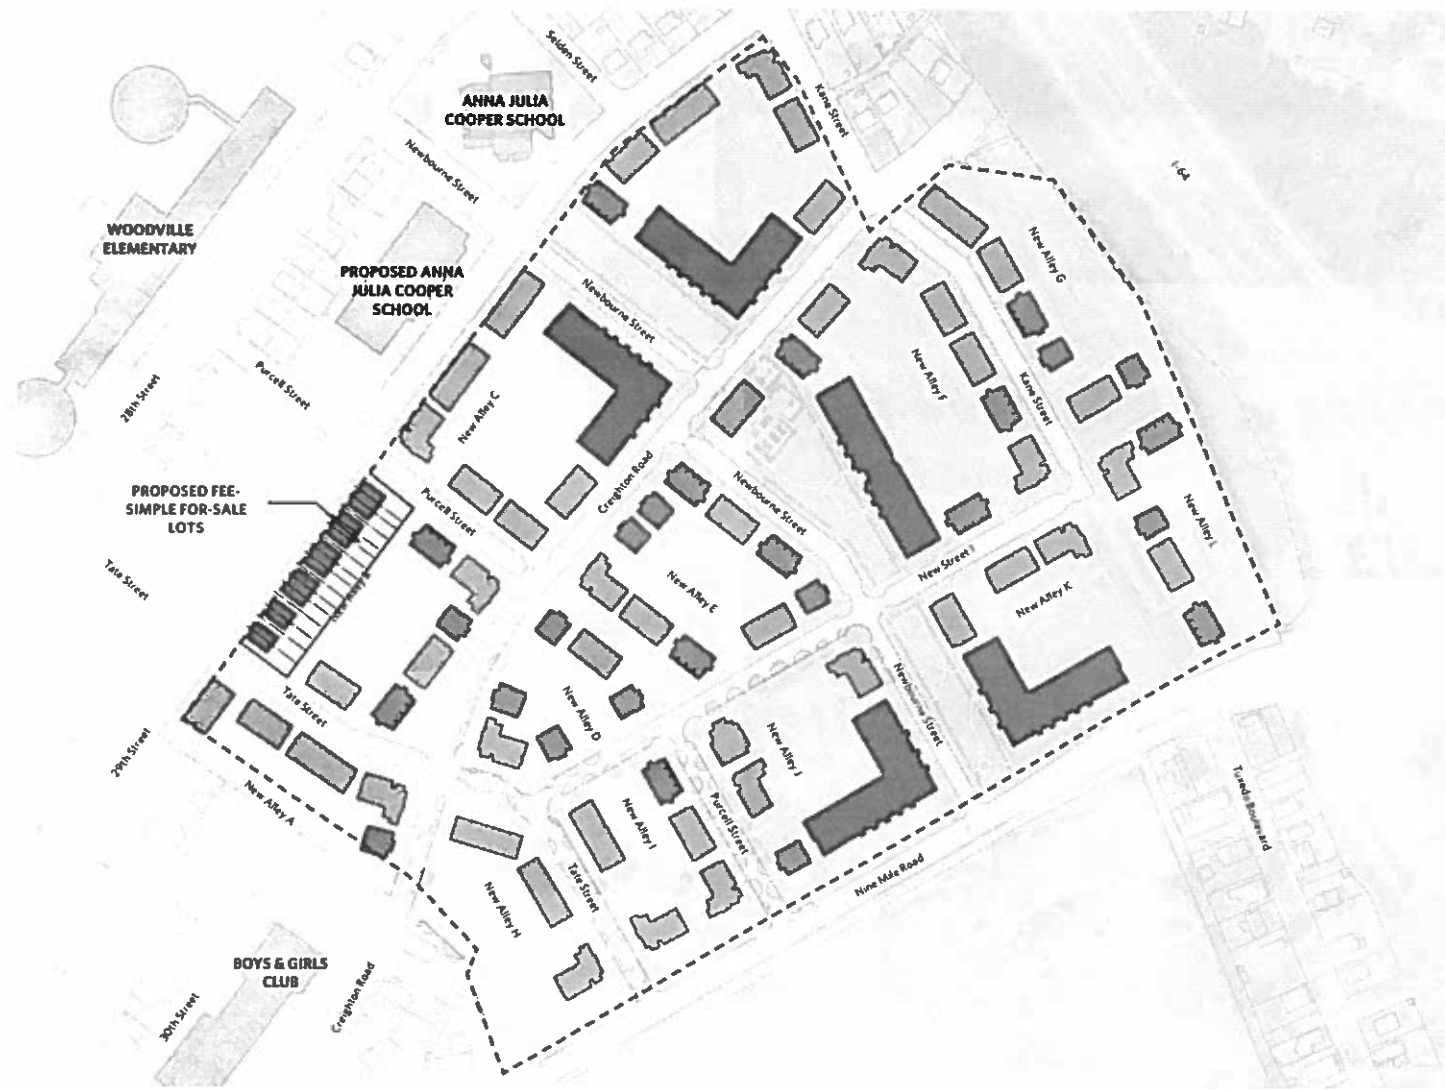 Selden Street
ANNA JULIA
COOPER SCHOOL
Kane Street
Newbourne Street
I-64
WOODVILLE
ELEMENTARY
PROPOSED ANNA
JULIA COOPER
SCHOOL
New Alley G
Newbourne Street
28th Street
Purcell Street
New Alley C
New Alley F
Kane Street
PROPOSED FEE-
SIMPLE FOR-SALE
LOTS
Purcell Street
Creighton Road
Newbourne Street
New Alley L
Tate Street
New Street 1
New Alley E
New Alley K
Tate Street
New Alley D
Newbourne Street
29th Street
New Alley A
New Alley J
Tuxedo Boulevard
New Alley I
Purcell Street
Tate Street
Nine Mile Road
New Alley H
BOYS & GIRLS
CLUB
30th Street
Creighton Road